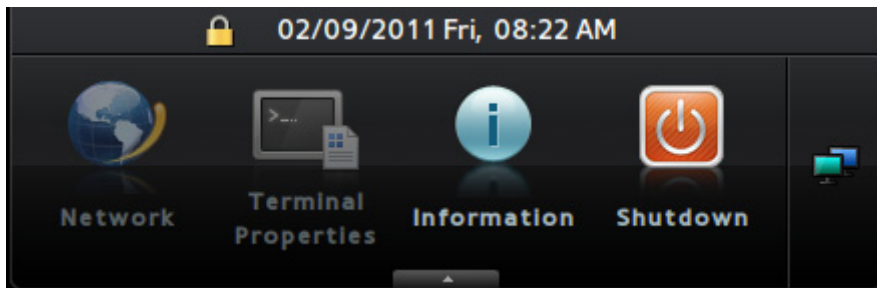 02/09/2011 Fri, 08:22 AM
>_..
i
Network
Terminal
Properties
Information
Shutdown